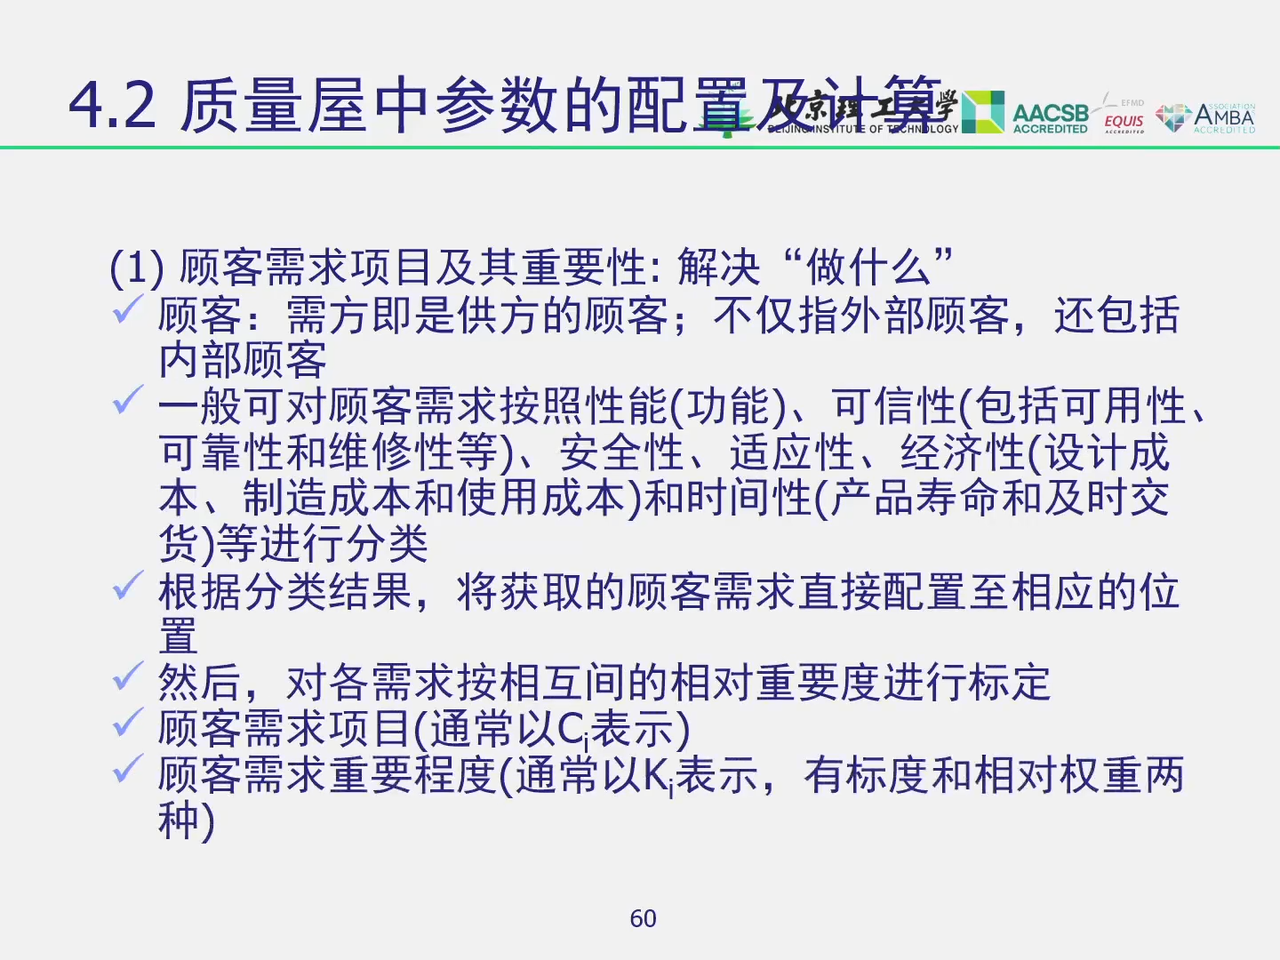 4.2 质量屋中参数的配置及计算
北京理工大学
BEIJING INSTITUTE OF TECHNOLOGY
AACSB
ACCREDITED
EFMD
EQUIS
ACCREDITED
ASSOCIATION
AMBA
ACCREDITED
(1) 顾客需求项目及其重要性: 解决“做什么”
✓ 顾客：需方即是供方的顾客；不仅指外部顾客，还包括
内部顾客
✓ 一般可对顾客需求按照性能(功能)、可信性(包括可用性、
可靠性和维修性等)、安全性、适应性、经济性(设计成
本、制造成本和使用成本)和时间性(产品寿命和及时交
货)等进行分类
✓ 根据分类结果，将获取的顾客需求直接配置至相应的位
置
✓ 然后，对各需求按相互间的相对重要度进行标定
✓ 顾客需求项目(通常以Ci表示)
✓ 顾客需求重要程度(通常以Ki表示，有标度和相对权重两
种)
60